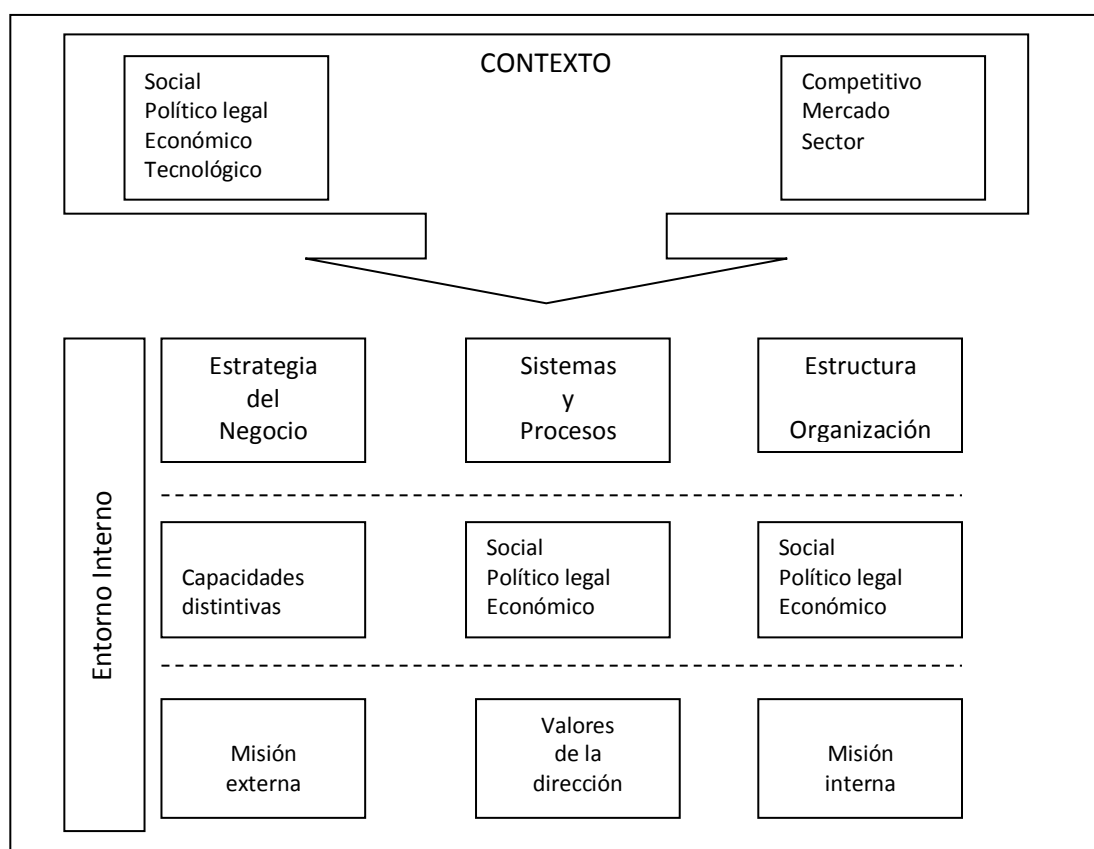 CONTEXTO
Social
Político legal
Económico
Tecnológico
Competitivo
Mercado
Sector
Entorno Interno
Estrategia
del
Negocio
Sistemas
y
Procesos
Estructura
Organización
Capacidades
distintivas
Social
Político legal
Económico
Social
Político legal
Económico
Misión
externa
Valores
de la
dirección
Misión
interna